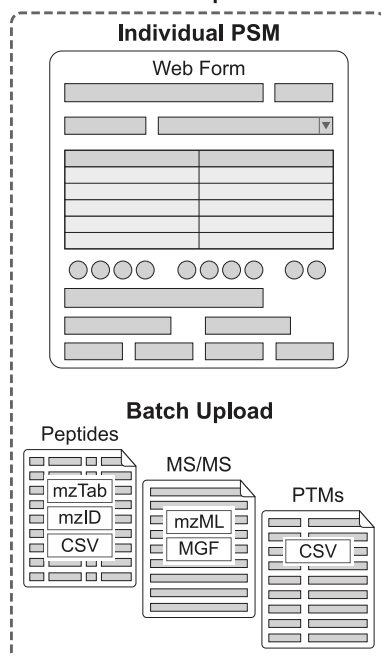 Individual PSM
Web Form
Batch Upload
Peptides
mzTab
mzID
CSV
MS/MS
mzML
MGF
PTMs
CSV